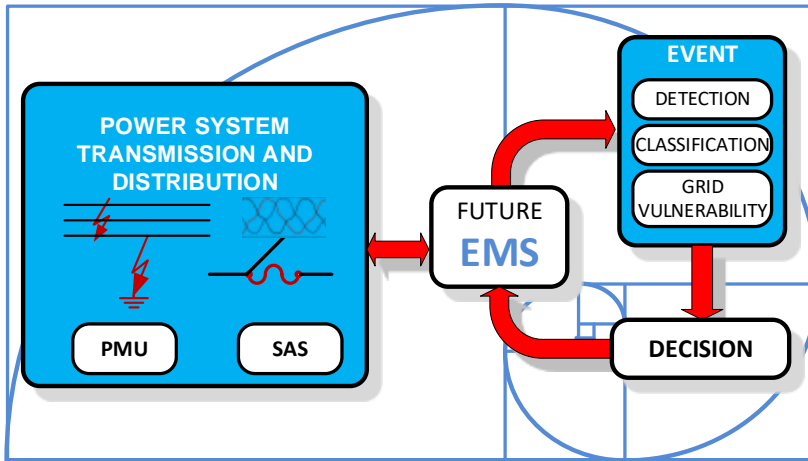 POWER SYSTEM
TRANSMISSION AND
DISTRIBUTION
PMU
SAS
FUTURE
EMS
EVENT
DETECTION
CLASSIFICATION
GRID
VULNERABILITY
DECISION